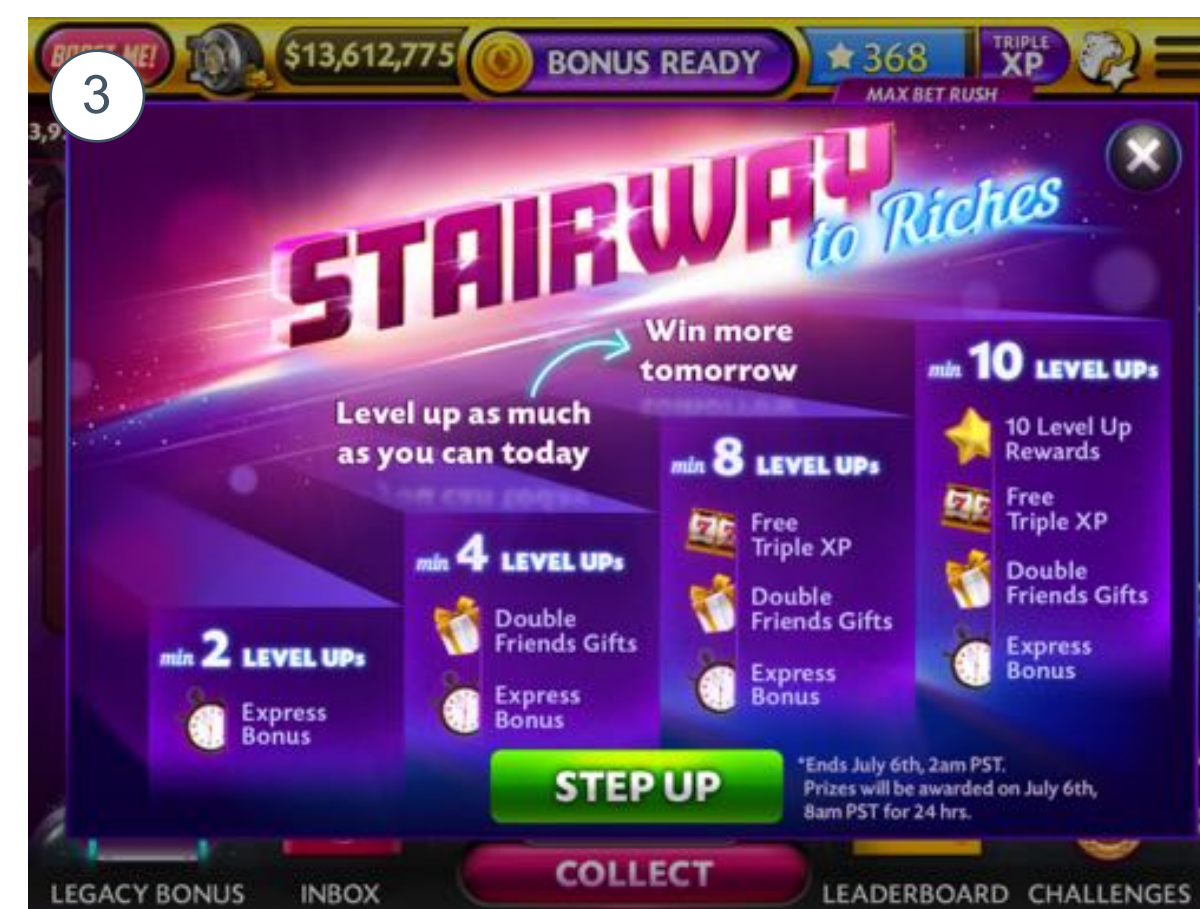 BOOST ME!
$13,612,775
BONUS READY
368
TRIPLE
XP
3
MAX BET RUSH
3,9
STAIRWAY
to Riches
Win more
tomorrow
Level up as much
as you can today
min 2 LEVEL UPs
Express
Bonus
min 4 LEVEL UPs
Double
Friends Gifts
Express
Bonus
min 8 LEVEL UPs
Free
Triple XP
Double
Friends Gifts
Express
Bonus
min 10 LEVEL UPs
10 Level Up
Rewards
Free
Triple XP
Double
Friends Gifts
Express
Bonus
STEP UP
*Ends July 6th, 2am PST.
Prizes will be awarded on July 6th,
8am PST for 24 hrs.
LEGACY BONUS
INBOX
COLLECT
LEADERBOARD
CHALLENGES